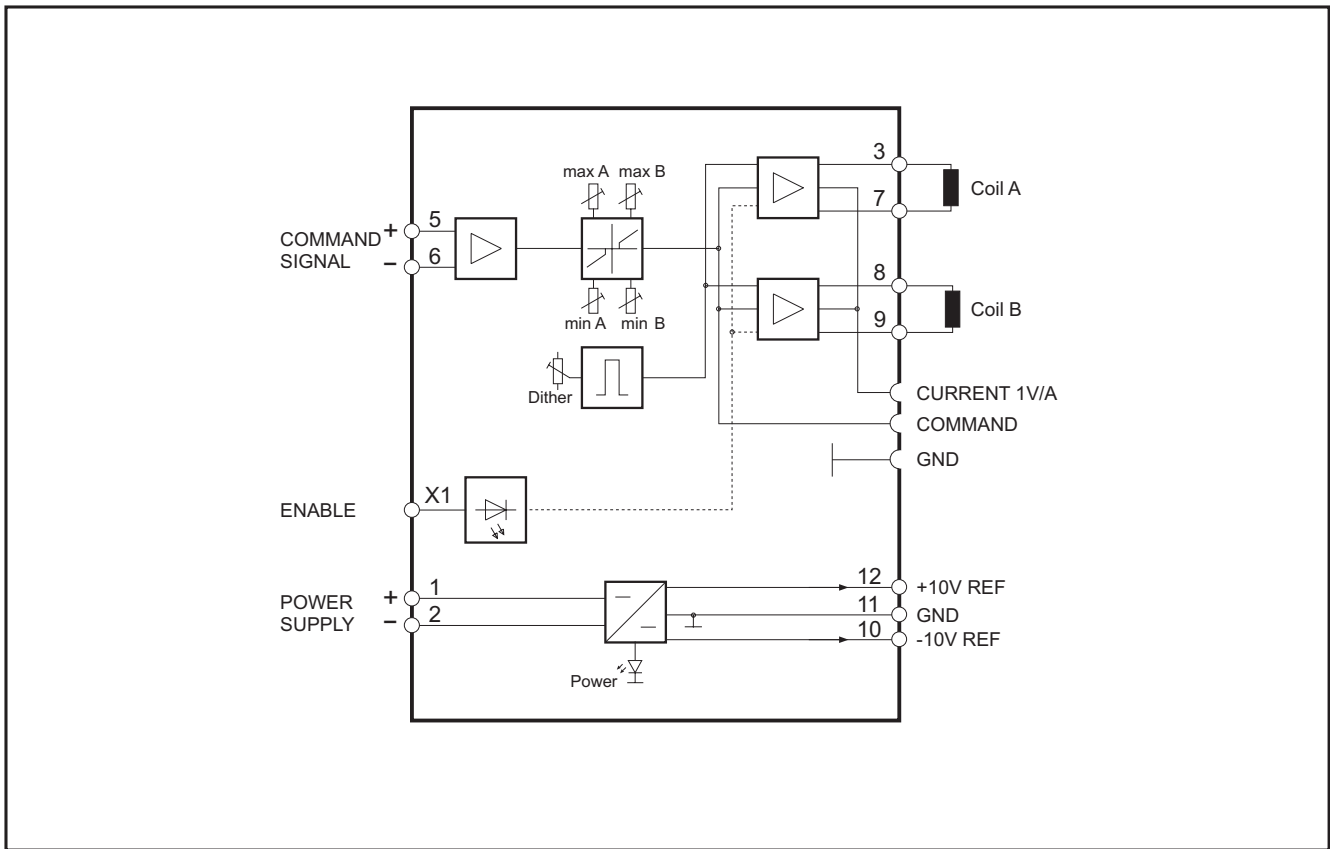 max A max B
3
Coil A
7
+ 5
COMMAND
SIGNAL
− 6
8
Coil B
9
min A min B
Dither
CURRENT 1V/A
COMMAND
GND
X1
ENABLE
+ 1
POWER
SUPPLY
− 2
12 +10V REF
11 GND
10 -10V REF
Power